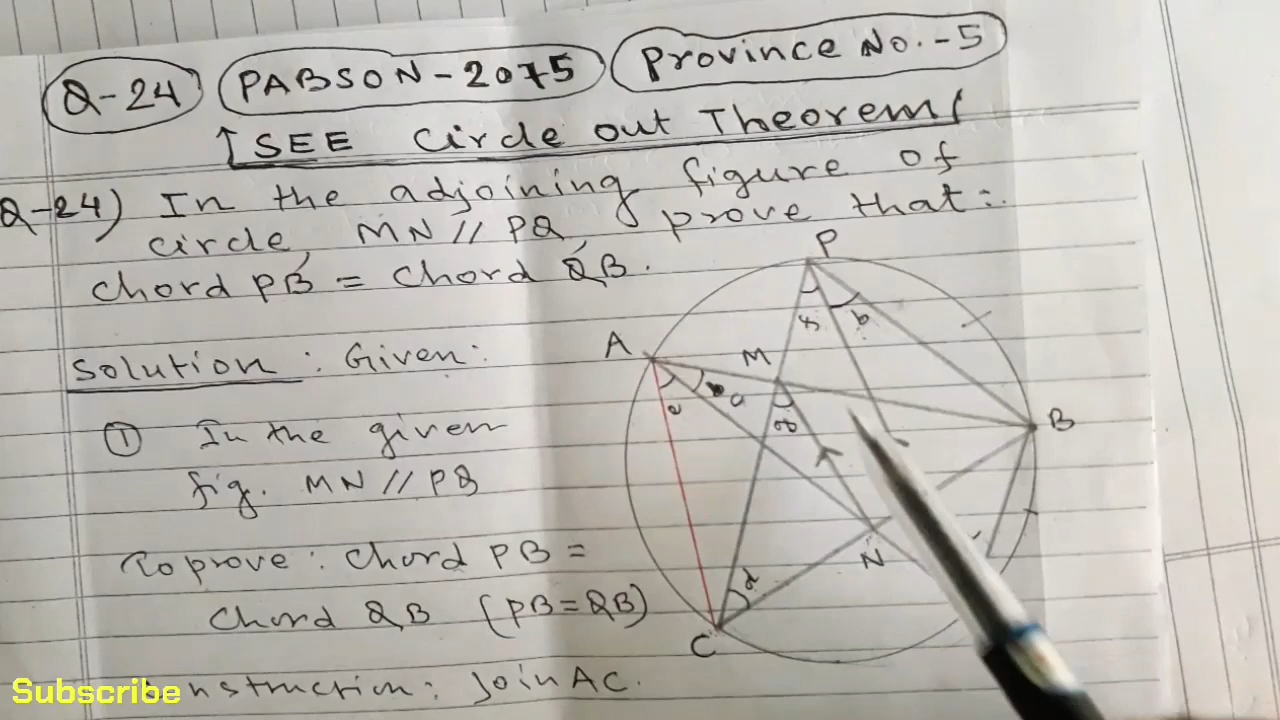 Q-24 PABSON-2075 Province No.-5
SEE Circle out Theorem
Q-24) In the adjoining figure of
circle, MN // PQ, prove that:
chord PB = chord QB.
Solution: Given:
① In the given
fig. MN // PQ
To prove: chord PB =
chord QB (PB = QB)
construction: Join AC.
P
A
M
B
N
C
a
b
c
d
Subscribe